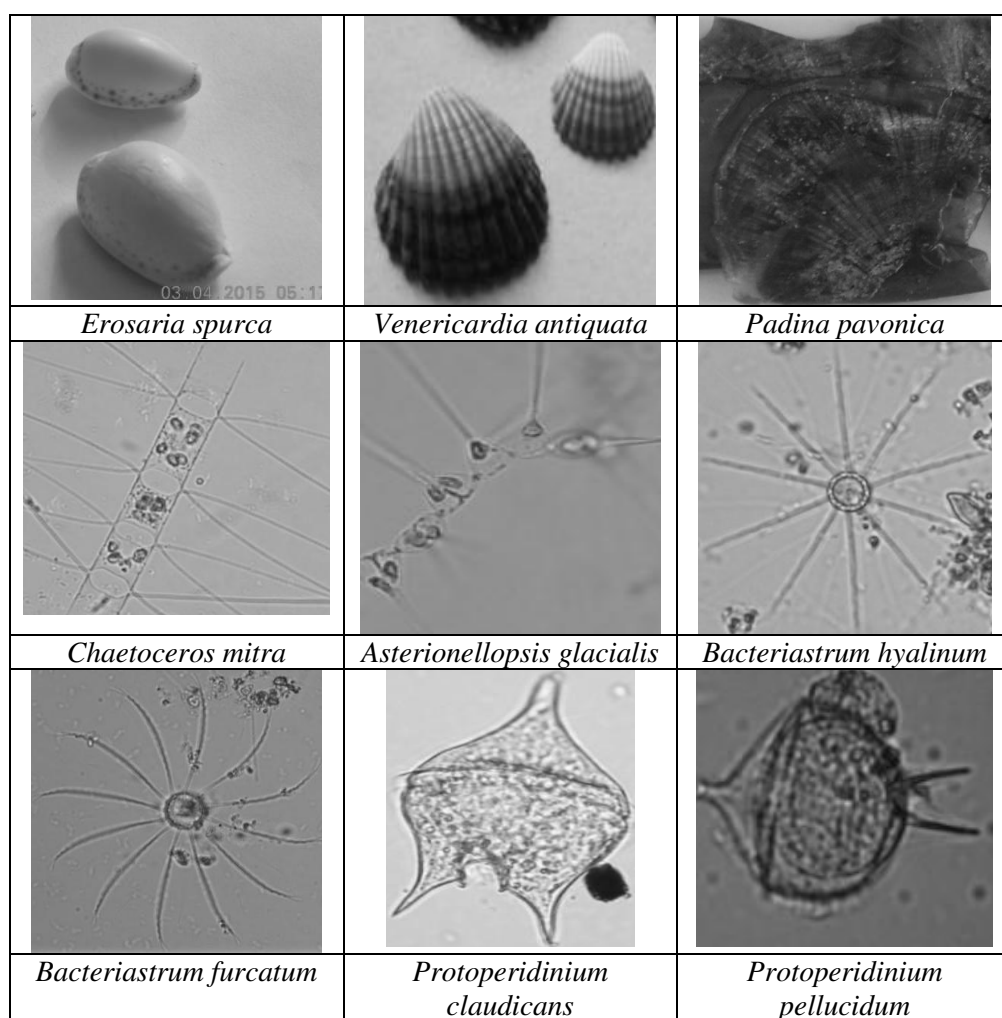 03.04.2015 05:17
Erosaria spurca
Venericardia antiquata
Padina pavonica
Chaetoceros mitra
Asterionellopsis glacialis
Bacteriastrum hyalinum
Bacteriastrum furcatum
Protoperidinium
claudicans
Protoperidinium
pellucidum